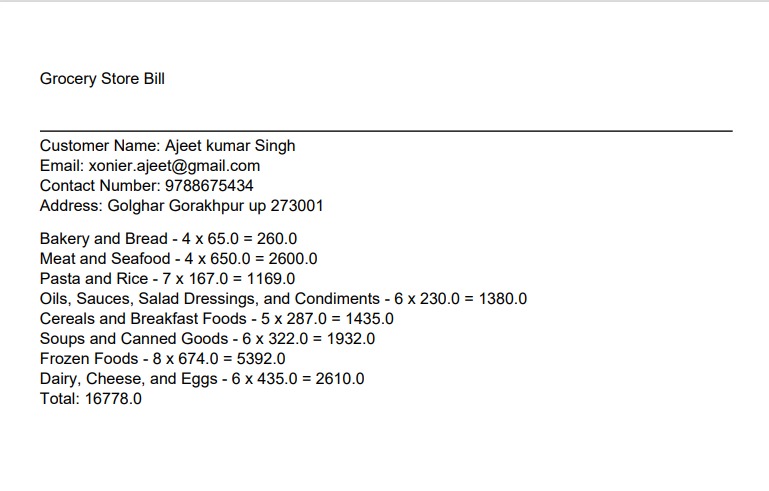 Grocery Store Bill
Customer Name: Ajeet kumar Singh
Email: xonier.ajeet@gmail.com
Contact Number: 9788675434
Address: Golghar Gorakhpur up 273001
Bakery and Bread - 4 x 65.0 = 260.0
Meat and Seafood - 4 x 650.0 = 2600.0
Pasta and Rice - 7 x 167.0 = 1169.0
Oils, Sauces, Salad Dressings, and Condiments - 6 x 230.0 = 1380.0
Cereals and Breakfast Foods - 5 x 287.0 = 1435.0
Soups and Canned Goods - 6 x 322.0 = 1932.0
Frozen Foods - 8 x 674.0 = 5392.0
Dairy, Cheese, and Eggs - 6 x 435.0 = 2610.0
Total: 16778.0